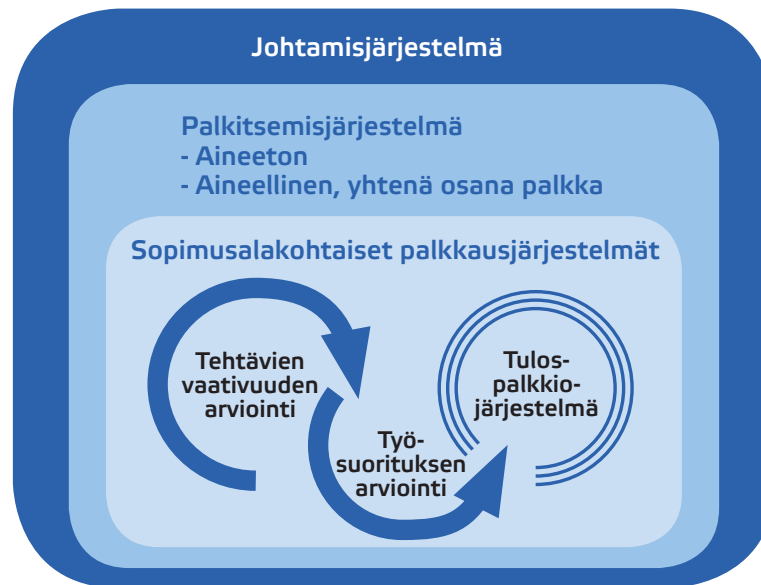 Johtamisjärjestelmä
Palkitsemisjärjestelmä
- Aineeton
- Aineellinen, yhtenä osana palkka
Sopimusalakohtaiset palkkausjärjestelmät
Tehtävien
vaativuuden
arviointi
Työ-
suorituksen
arviointi
Tulos-
palkkio-
järjestelmä